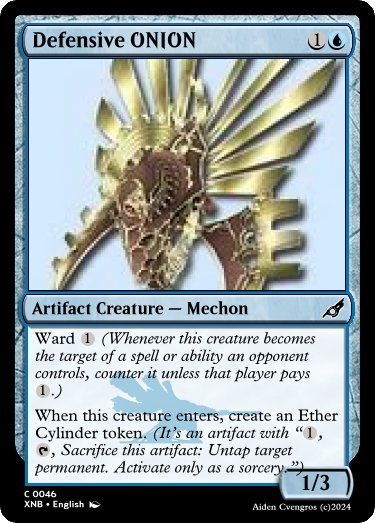 Defensive ONION 1
Artifact Creature — Mechon
Ward 1 (Whenever this creature becomes
the target of a spell or ability an opponent
controls, counter it unless that player pays
1.)
When this creature enters, create an Ether
Cylinder token. (It's an artifact with “1,
, Sacrifice this artifact: Untap target
permanent. Activate only as a sorcery.”)
1/3
C 0046
XNB • English
Aiden Cvengros (c)2024